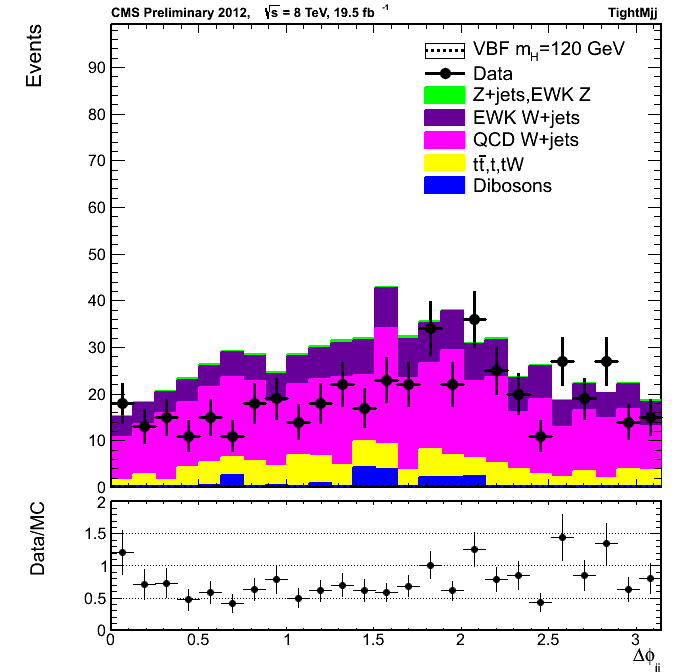 CMS Preliminary 2012, √s = 8 TeV, 19.5 fb⁻¹ TightMjj
Events
90
80
70
60
50
40
30
20
10
0
VBF m_H=120 GeV
Data
Z+jets,EWK Z
EWK W+jets
QCD W+jets
tt̄,t,tW
Dibosons
Data/MC
2
1.5
1
0.5
0
0 0.5 1 1.5 2 2.5 3
Δϕ_jj